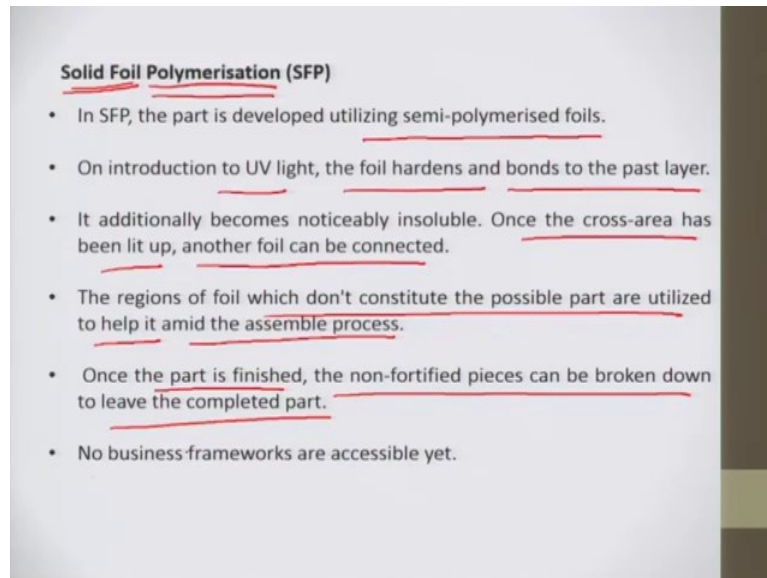 Solid Foil Polymerisation (SFP)
• In SFP, the part is developed utilizing semi-polymerised foils.
• On introduction to UV light, the foil hardens and bonds to the past layer.
• It additionally becomes noticeably insoluble. Once the cross-area has
been lit up, another foil can be connected.
• The regions of foil which don't constitute the possible part are utilized
to help it amid the assemble process.
• Once the part is finished, the non-fortified pieces can be broken down
to leave the completed part.
• No business frameworks are accessible yet.